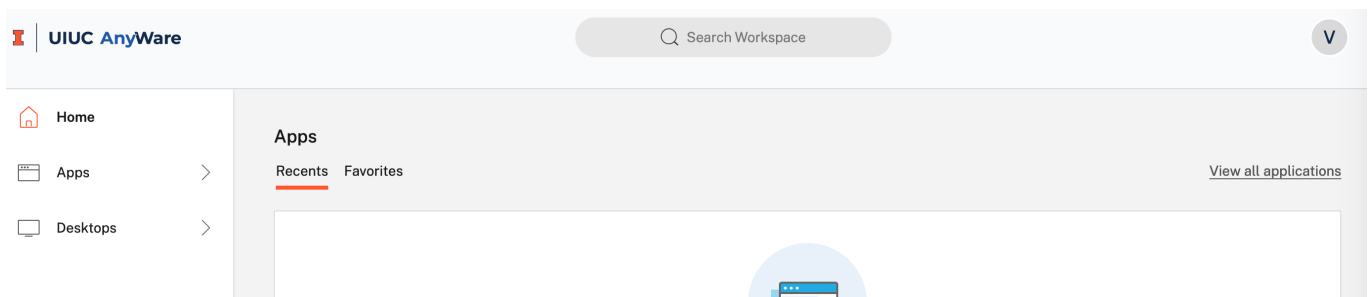 I UIUC AnyWare
Search Workspace
V
Home
Apps
Desktops
Apps
Recents Favorites
View all applications